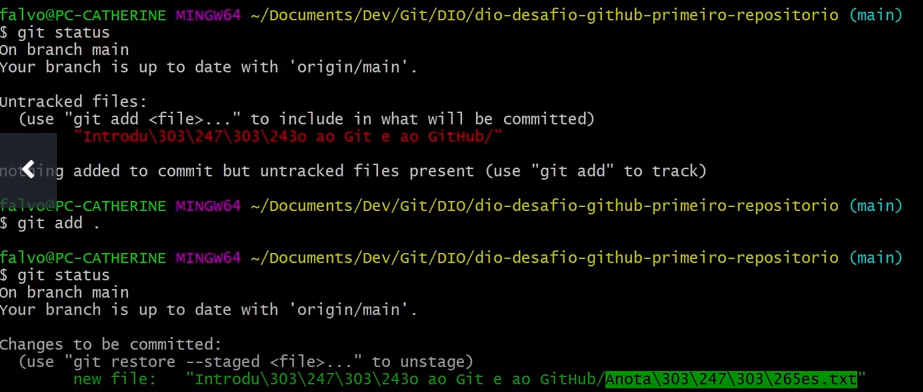 falvo@PC-CATHERINE MINGW64 ~/Documents/Dev/Git/DIO/dio-desafio-github-primeiro-repositorio (main)
$ git status
On branch main
Your branch is up to date with 'origin/main'.
Untracked files:
(use "git add <file>..." to include in what will be committed)
"Introdu\303\247\303\243o ao Git e ao GitHub/"
nothing added to commit but untracked files present (use "git add" to track)
falvo@PC-CATHERINE MINGW64 ~/Documents/Dev/Git/DIO/dio-desafio-github-primeiro-repositorio (main)
$ git add .
falvo@PC-CATHERINE MINGW64 ~/Documents/Dev/Git/DIO/dio-desafio-github-primeiro-repositorio (main)
$ git status
On branch main
Your branch is up to date with 'origin/main'.
Changes to be committed:
(use "git restore --staged <file>..." to unstage)
new file: "Introdu\303\247\303\243o ao Git e ao GitHub/Anota\303\247\303\265es.txt"